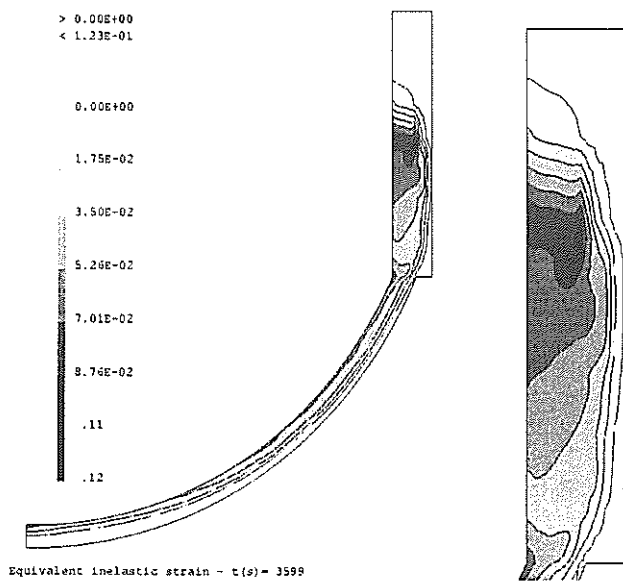 > 0.00E+00
< 1.23E-01
0.00E+00
1.75E-02
3.50E-02
5.26E-02
7.01E-02
8.76E-02
.11
.12
Equivalent inelastic strain - t(s)= 3599